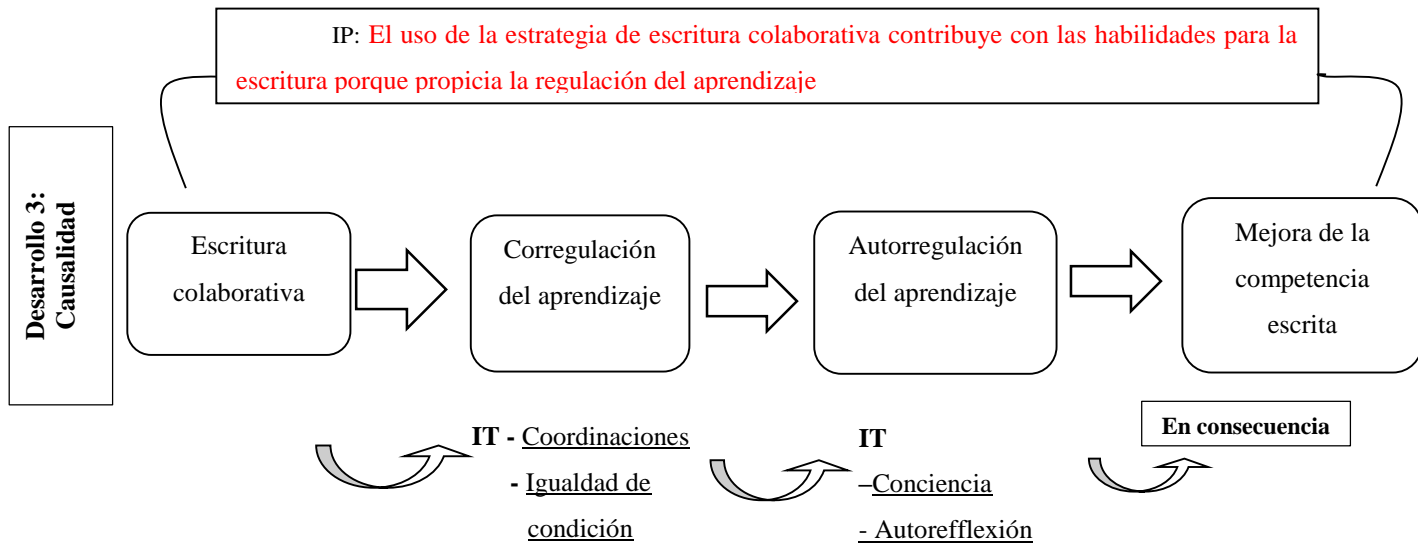 IP: El uso de la estrategia de escritura colaborativa contribuye con las habilidades para la
escritura porque propicia la regulación del aprendizaje
Desarrollo 3:
Causalidad
Escritura
colaborativa
Corregulación
del aprendizaje
Autorregulación
del aprendizaje
Mejora de la
competencia
escrita
IT - Coordinaciones
- Igualdad de
condición
IT
–Conciencia
- Autorefflexión
En consecuencia